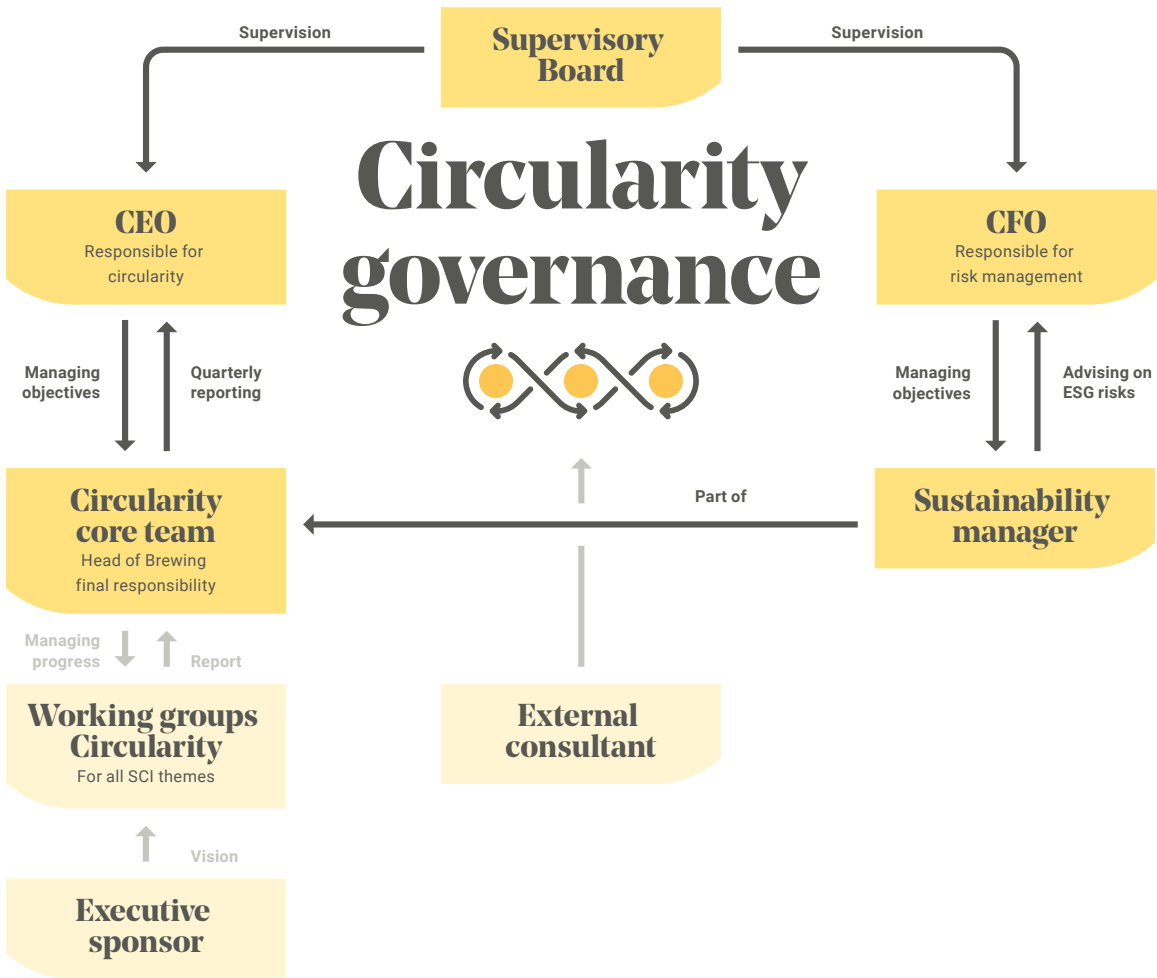 Supervision
Supervisory
Board
Supervision
Circularity
governance
CEO
Responsible for
circularity
CFO
Responsible for
risk management
Managing
objectives
Quarterly
reporting
Managing
objectives
Advising on
ESG risks
Circularity
core team
Head of Brewing
final responsibility
Part of
Sustainability
manager
Managing
progress
Report
Working groups
Circularity
For all SCI themes
External
consultant
Vision
Executive
sponsor